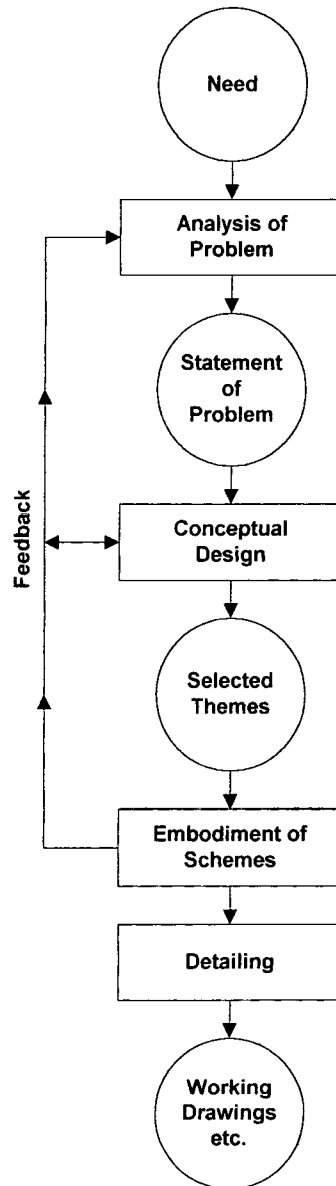 Need
Analysis of
Problem
Statement
of
Problem
Feedback
Conceptual
Design
Selected
Themes
Embodiment of
Schemes
Detailing
Working
Drawings
etc.